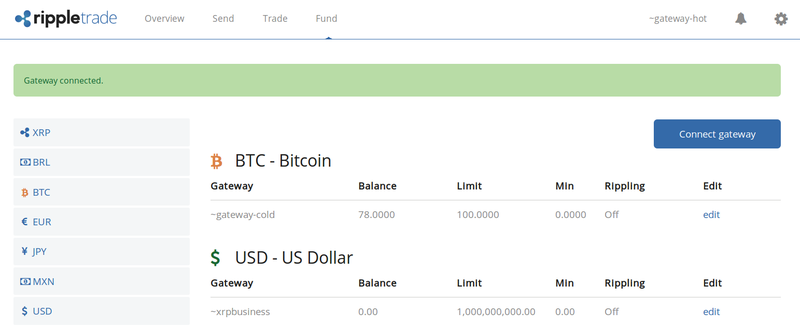 rippletrade Overview Send Trade Fund ~gateway-hot
Gateway connected.
Connect gateway
XRP
BRL
BTC
EUR
JPY
MXN
USD
BTC - Bitcoin
Gateway Balance Limit Min Rippling Edit
~gateway-cold 78.0000 100.0000 0.0000 Off edit
USD - US Dollar
Gateway Balance Limit Min Rippling Edit
~xrpbusiness 0.00 1,000,000,000.00 0.00 Off edit